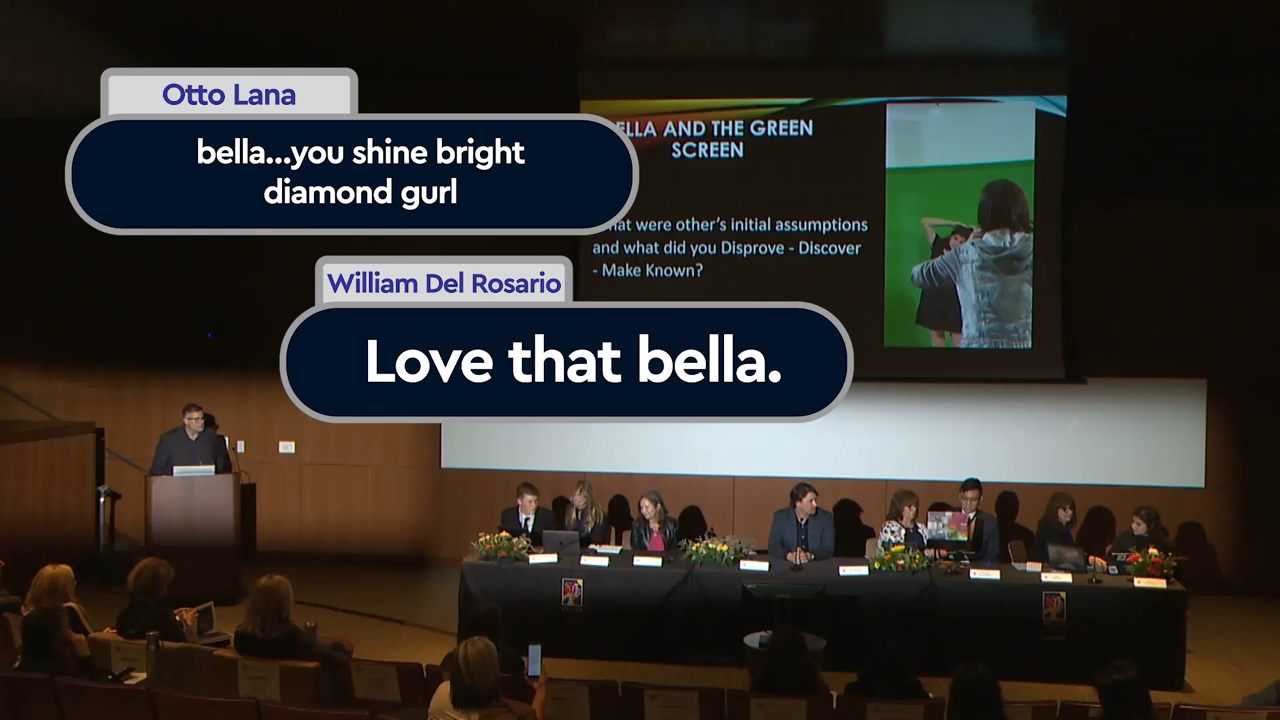 Otto Lana
bella...you shine bright
diamond gurl
William Del Rosario
Love that bella.
ELLA AND THE GREEN
SCREEN
hat were other's initial assumptions
and what did you Disprove - Discover
- Make Known?